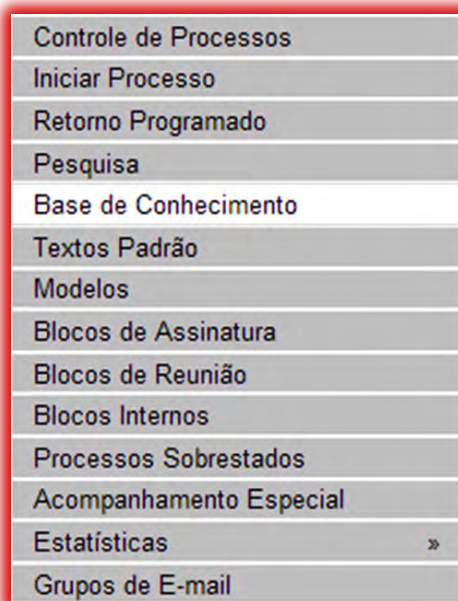 Controle de Processos
Iniciar Processo
Retorno Programado
Pesquisa
Base de Conhecimento
Textos Padrão
Modelos
Blocos de Assinatura
Blocos de Reunião
Blocos Internos
Processos Sobrestados
Acompanhamento Especial
Estatísticas »
Grupos de E-mail